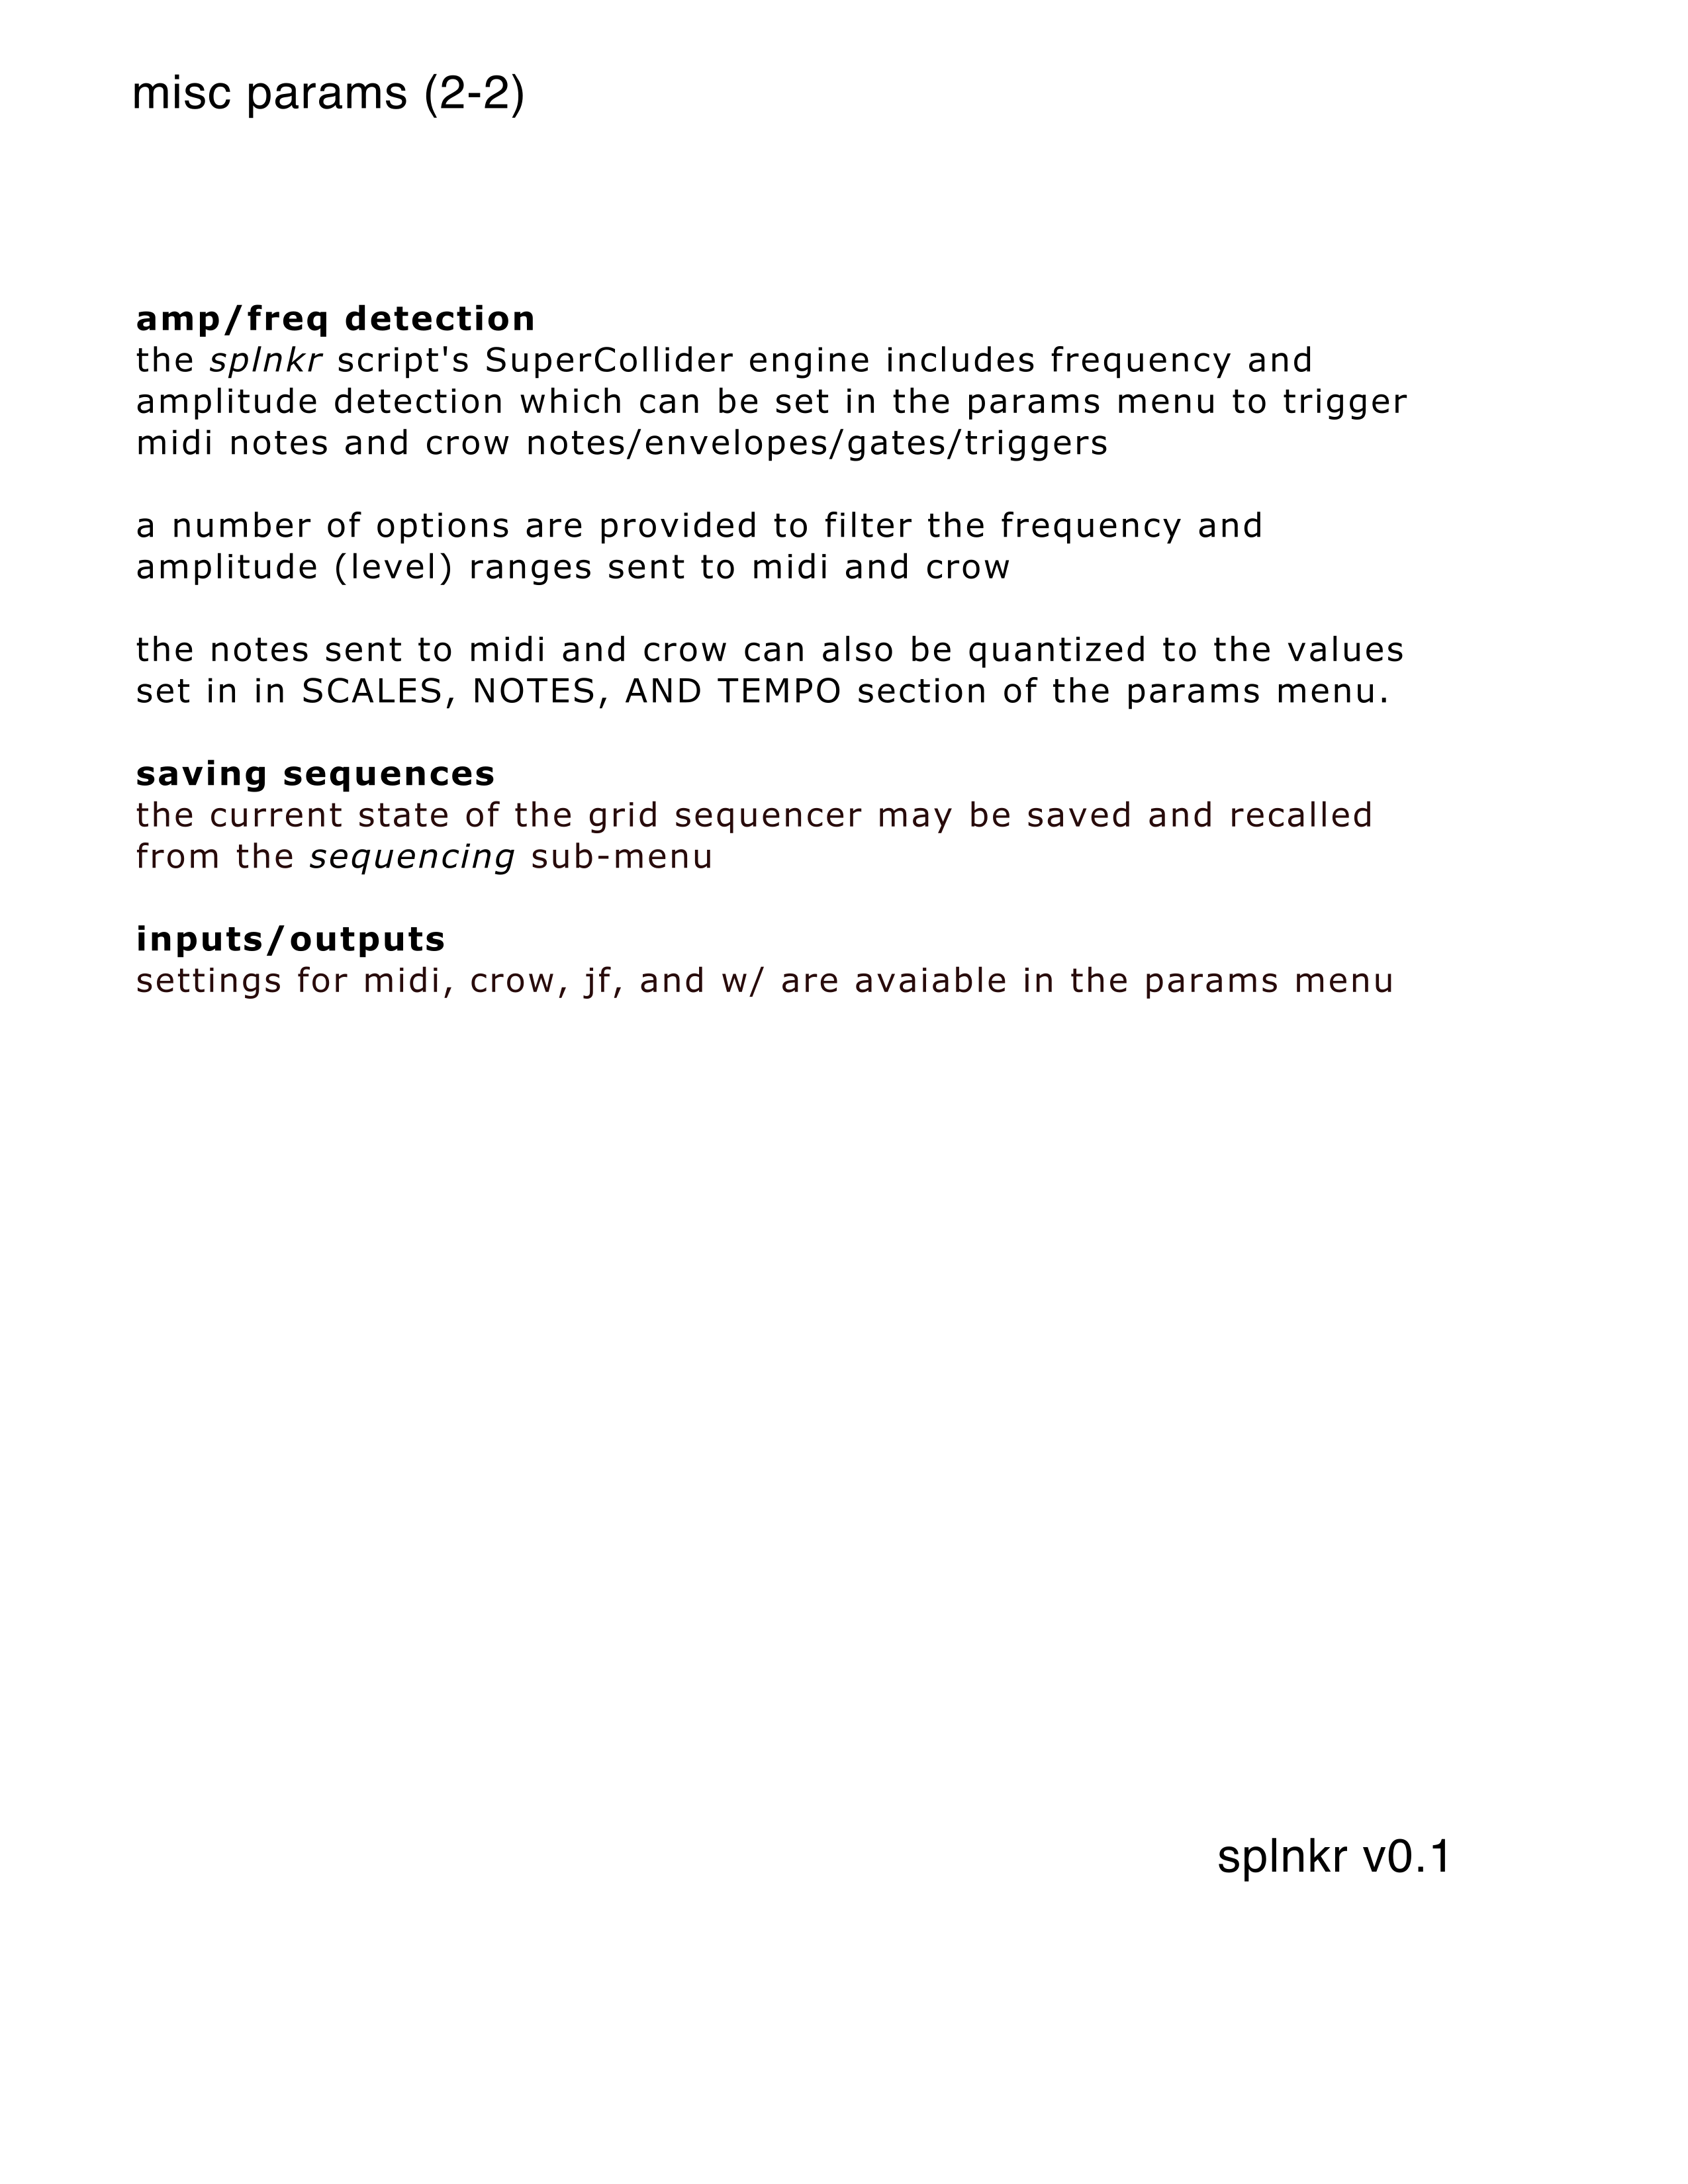 misc params (2-2)
amp/freq detection
the splnkr script's SuperCollider engine includes frequency and
amplitude detection which can be set in the params menu to trigger
midi notes and crow notes/envelopes/gates/triggers
a number of options are provided to filter the frequency and
amplitude (level) ranges sent to midi and crow
the notes sent to midi and crow can also be quantized to the values
set in in SCALES, NOTES, AND TEMPO section of the params menu.
saving sequences
the current state of the grid sequencer may be saved and recalled
from the sequencing sub-menu
inputs/outputs
settings for midi, crow, jf, and w/ are avaiable in the params menu
splnkr v0.1